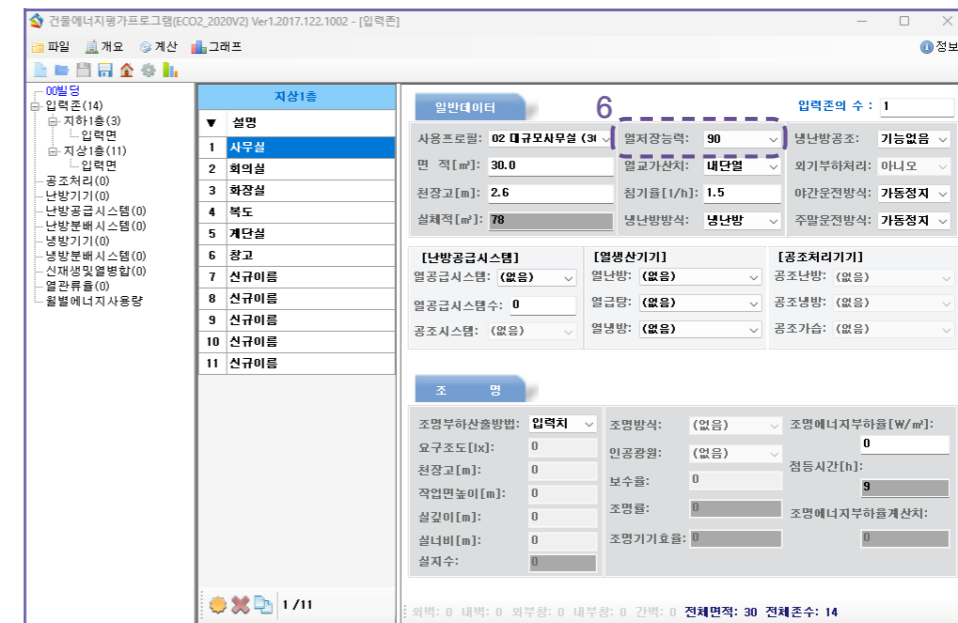 건물에너지평가프로그램(ECO2_2020V2) Ver1.2017.122.1002 - [입력존]
파일 개요 계산 그래프 정보
00빌딩
입력존(14)
지하1층(3)
입력면
지상1층(11)
입력면
공조처리(0)
난방기기(0)
난방공급시스템(0)
난방분배시스템(0)
냉방기기(0)
냉방분배시스템(0)
신재생및열병합(0)
열관류율(0)
월별에너지사용량
지상1층
▼ 설명
1 사무실
2 회의실
3 화장실
4 복도
5 계단실
6 창고
7 신규이름
8 신규이름
9 신규이름
10 신규이름
11 신규이름
1 /11
일반데이터 6 입력존의 수 : 1
사용프로필: 02 대규모사무실 (30 열저장능력: 90 냉난방공조: 기능없음
면 적[㎡]: 30.0 열교가산치: 내단열 외기부하처리: 아니오
천장고[m]: 2.6 침기율[1/h]: 1.5 야간운전방식: 가동정지
실체적[㎥]: 78 냉난방방식: 냉난방 주말운전방식: 가동정지
[난방공급시스템] [열생산기기] [공조처리기기]
열공급시스템: (없음) 열난방: (없음) 공조난방: (없음)
열공급시스템수: 0 열급탕: (없음) 공조냉방: (없음)
공조시스템: (없음) 열냉방: (없음) 공조가습: (없음)
조 명
조명부하산출방법: 입력치 조명방식: (없음) 조명에너지부하율[W/㎡]:
요구조도[lx]: 0 인공광원: (없음) 0
천장고[m]: 0 보수율: 0 점등시간[h]:
작업면높이[m]: 0 9
실깊이[m]: 0 조명률: 0 조명에너지부하율계산치:
실너비[m]: 0 조명기기효율: 0 0
실지수: 0
외벽: 0 내벽: 0 외부창: 0 내부창: 0 간벽: 0 전체면적: 30 전체존수: 14